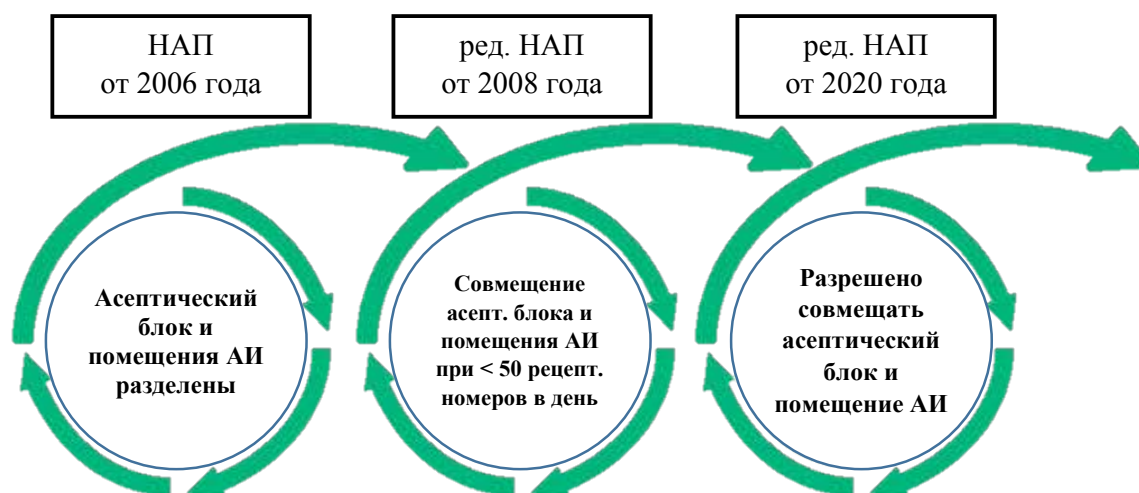 НАП
от 2006 года
ред. НАП
от 2008 года
ред. НАП
от 2020 года
Асептический
блок и
помещения АИ
разделены
Совмещение
асепт. блока и
помещения АИ
при < 50 рецепт.
номеров в день
Разрешено
совмещать
асептический
блок и
помещение АИ